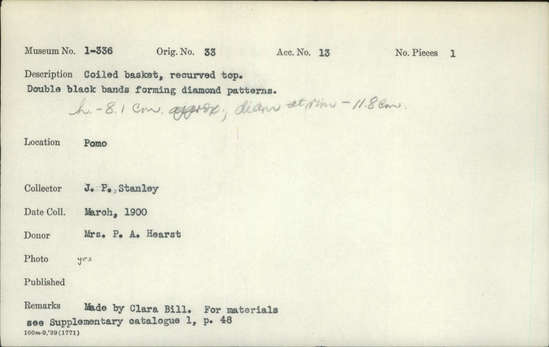 Museum No. 1-336 Orig. No. 33 Acc. No. 13 No. Pieces 1
Description Coiled basket, recurved top.
Double black bands forming diamond patterns.
h - 8.1 cm. approx, diam at rim - 11.8 cm.
Location Pomo
Collector J. P. Stanley
Date Coll. March, 1900
Donor Mrs. P. A. Hearst
Photo yes
Published
Remarks Made by Clara Bill. For materials
see Supplementary catalogue 1, p. 48
100m-9,'39(1771)